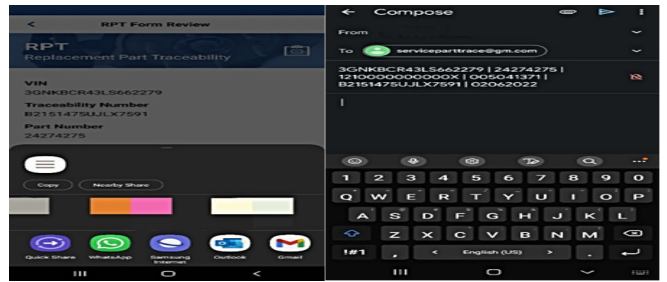 RPT Form Review
RPT
Replacement Part Traceability
VIN
3GNKBCR43LS662279
Traceability Number
B2151475UJLX7591
Part Number
24274275
Copy
Nearby Share
Quick Share
WhatsApp
Samsung Internet
Outlook
Gmail
Compose
From
To serviceparttrace@gm.com
3GNKBCR43LS662279 | 24274275 |
12100000000000X | 005041371 |
B2151475UJLX7591 | 02062022
1 2 3 4 5 6 7 8 9 0
Q W E R T Y U I O P
A S D F G H J K L
Z X C V B N M
!#1 , < English (US) > .